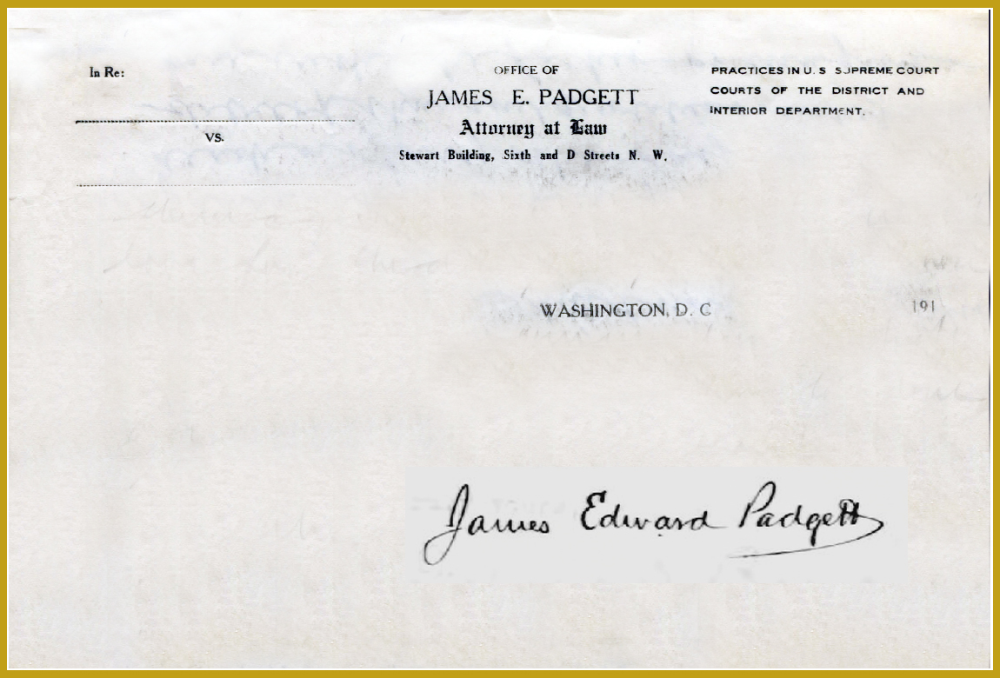 In Re:
VS.
OFFICE OF
JAMES E. PADGETT
Attorney at Law
Stewart Building, Sixth and D Streets N. W.
PRACTICES IN U. S SUPREME COURT
COURTS OF THE DISTRICT AND
INTERIOR DEPARTMENT.
WASHINGTON, D. C
191
James Edward Padgett